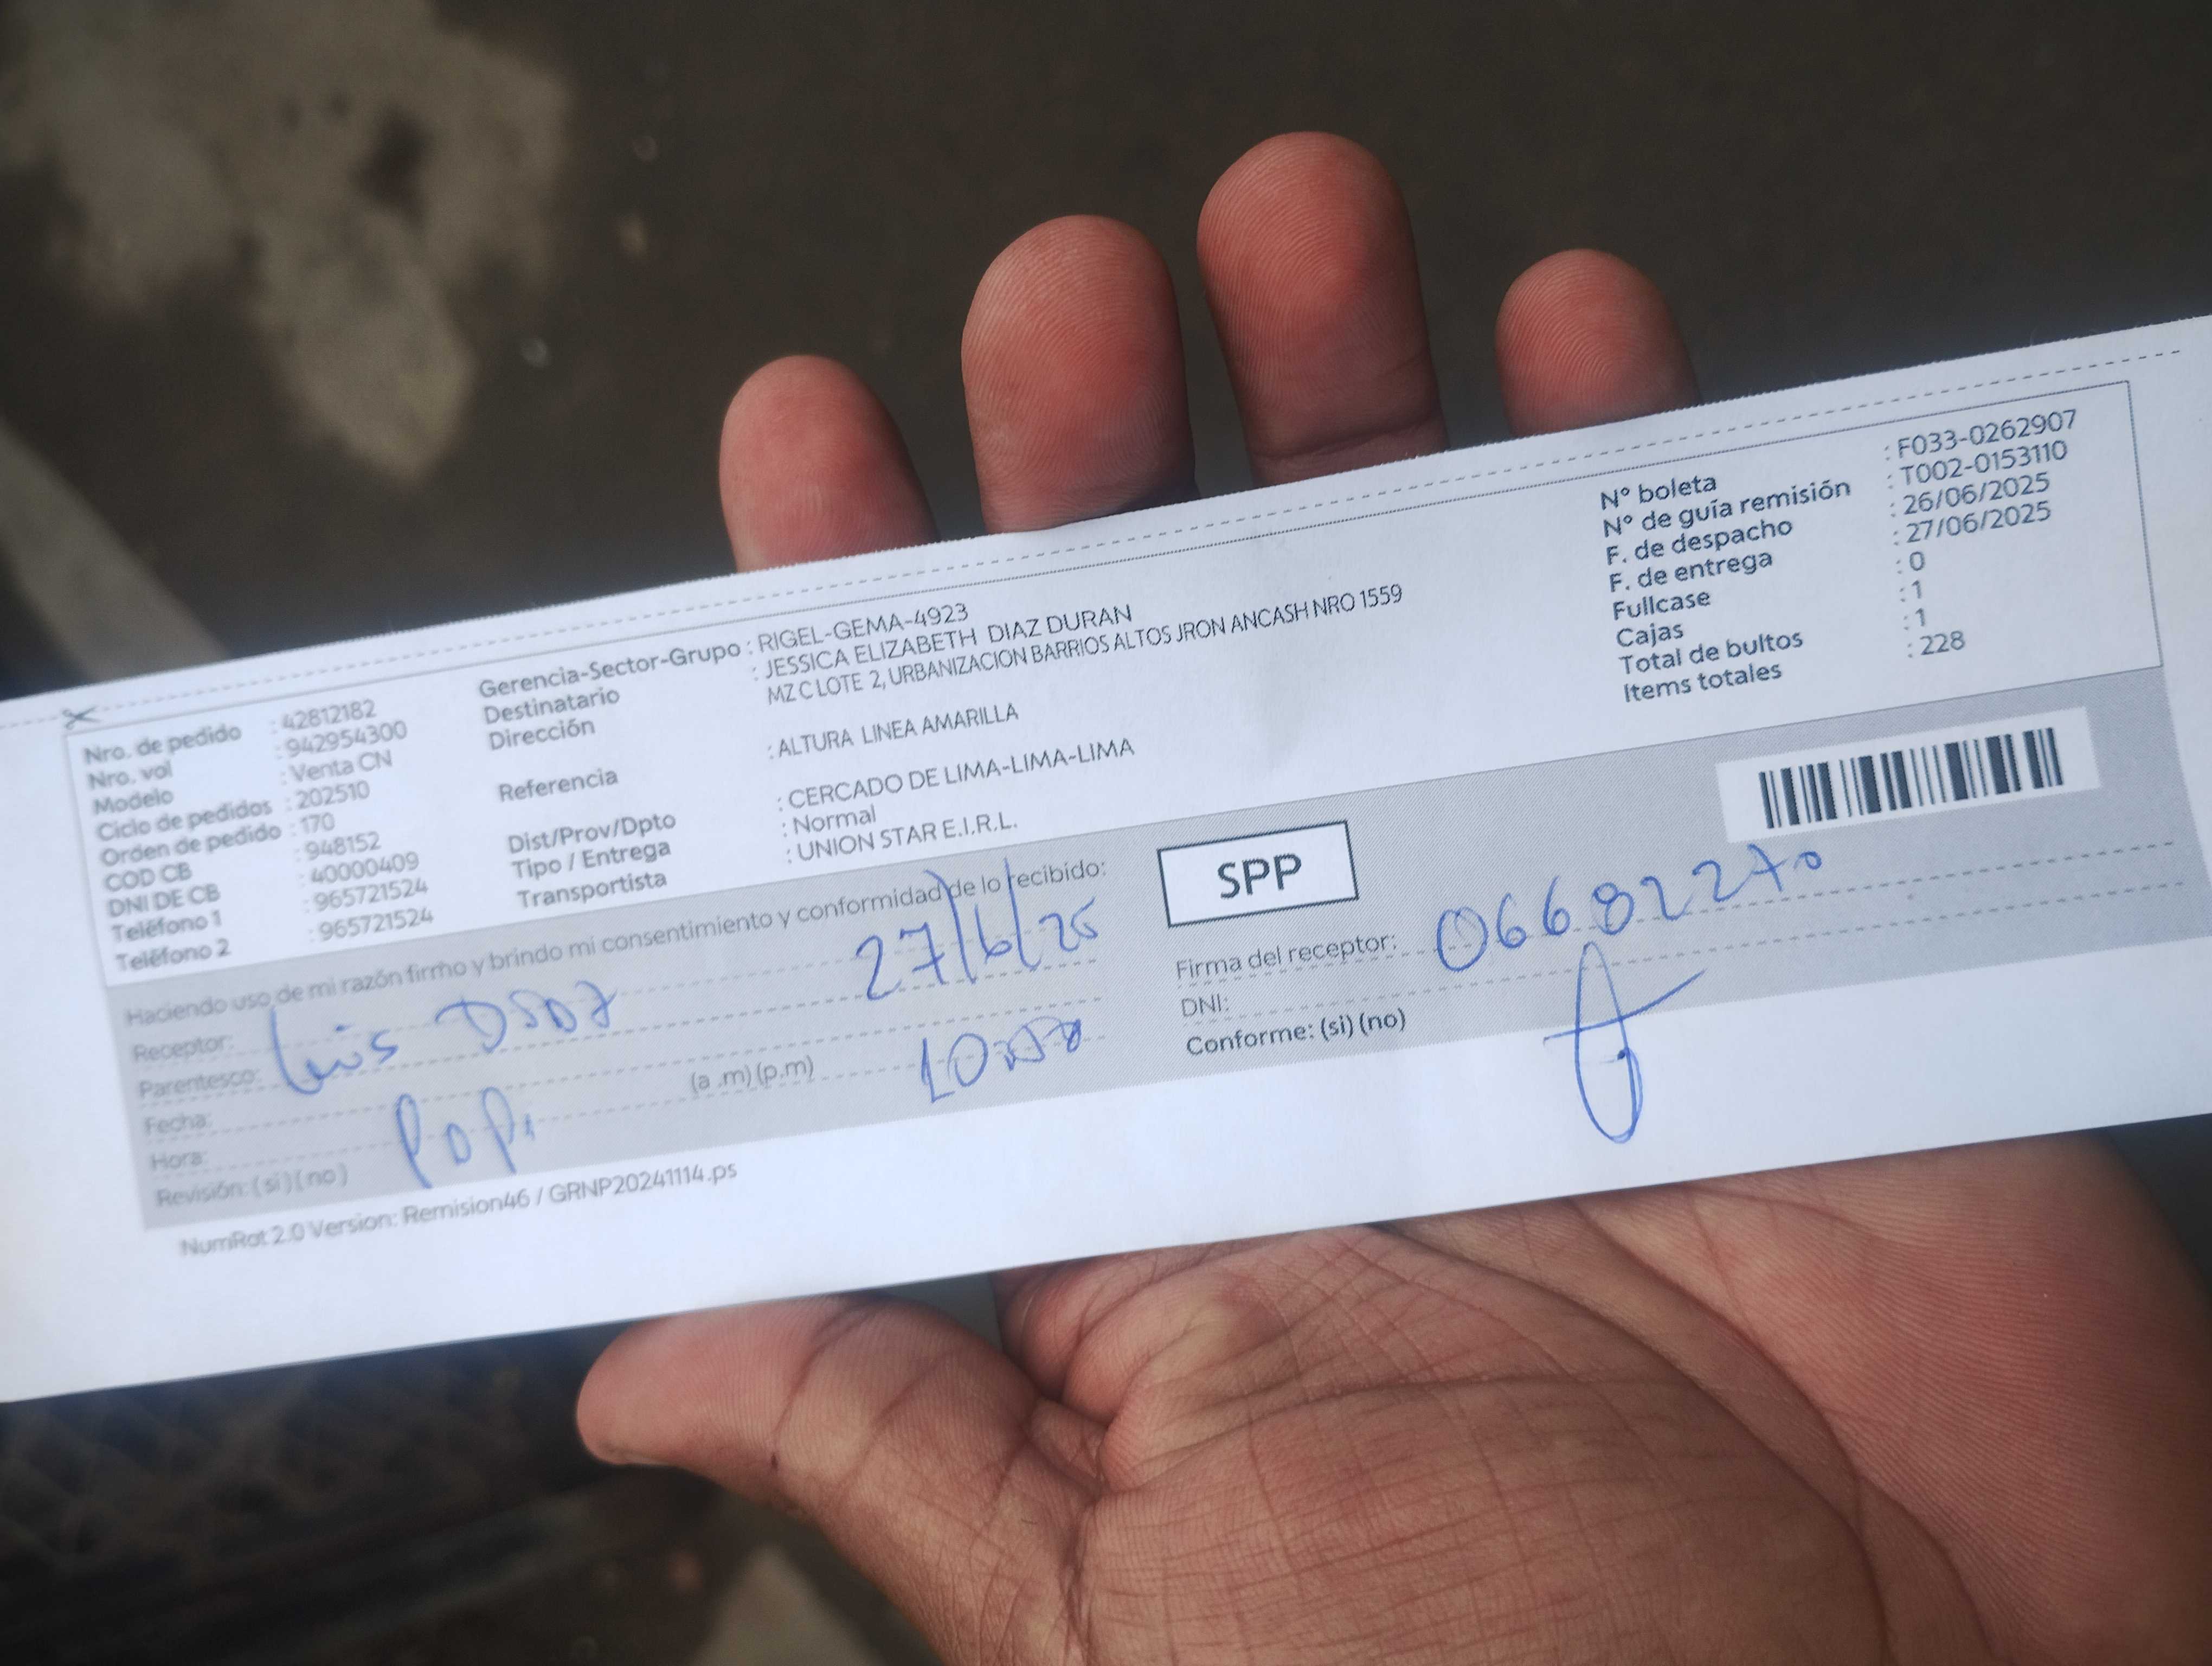 Nro. de pedido : 42812182
Nro. vol : 942954300
Modelo : Venta CN
Ciclo de pedidos : 202510
Orden de pedido : 170
COD CB : 948152
DNI DE CB : 40000409
Teléfono 1 : 965721524
Teléfono 2 : 965721524
Gerencia-Sector-Grupo : RIGEL-GEMA-4923
Destinatario : JESSICA ELIZABETH DIAZ DURAN
Dirección MZ C LOTE 2, URBANIZACION BARRIOS ALTOS JRON ANCASH NRO 1559
Referencia : ALTURA LINEA AMARILLA
Dist/Prov/Dpto : CERCADO DE LIMA-LIMA-LIMA
Tipo / Entrega : Normal
Transportista : UNION STAR E.I.R.L.
N° boleta : F033-0262907
N° de guía remisión : T002-0153110
F. de despacho : 26/06/2025
F. de entrega : 27/06/2025
Fullcase : 0
Cajas : 1
Total de bultos : 1
Items totales : 228
Haciendo uso de mi razón firmo y brindo mi consentimiento y conformidad de lo recibido:
Receptor: Luis
Parentesco:
Fecha: 27/6/25
Hora: (a .m) (p.m)
Revisión: (si) (no)
SPP
Firma del receptor:
DNI:
Conforme: (si) (no)
NumRot 2.0 Version: Remision46 / GRNP20241114.ps